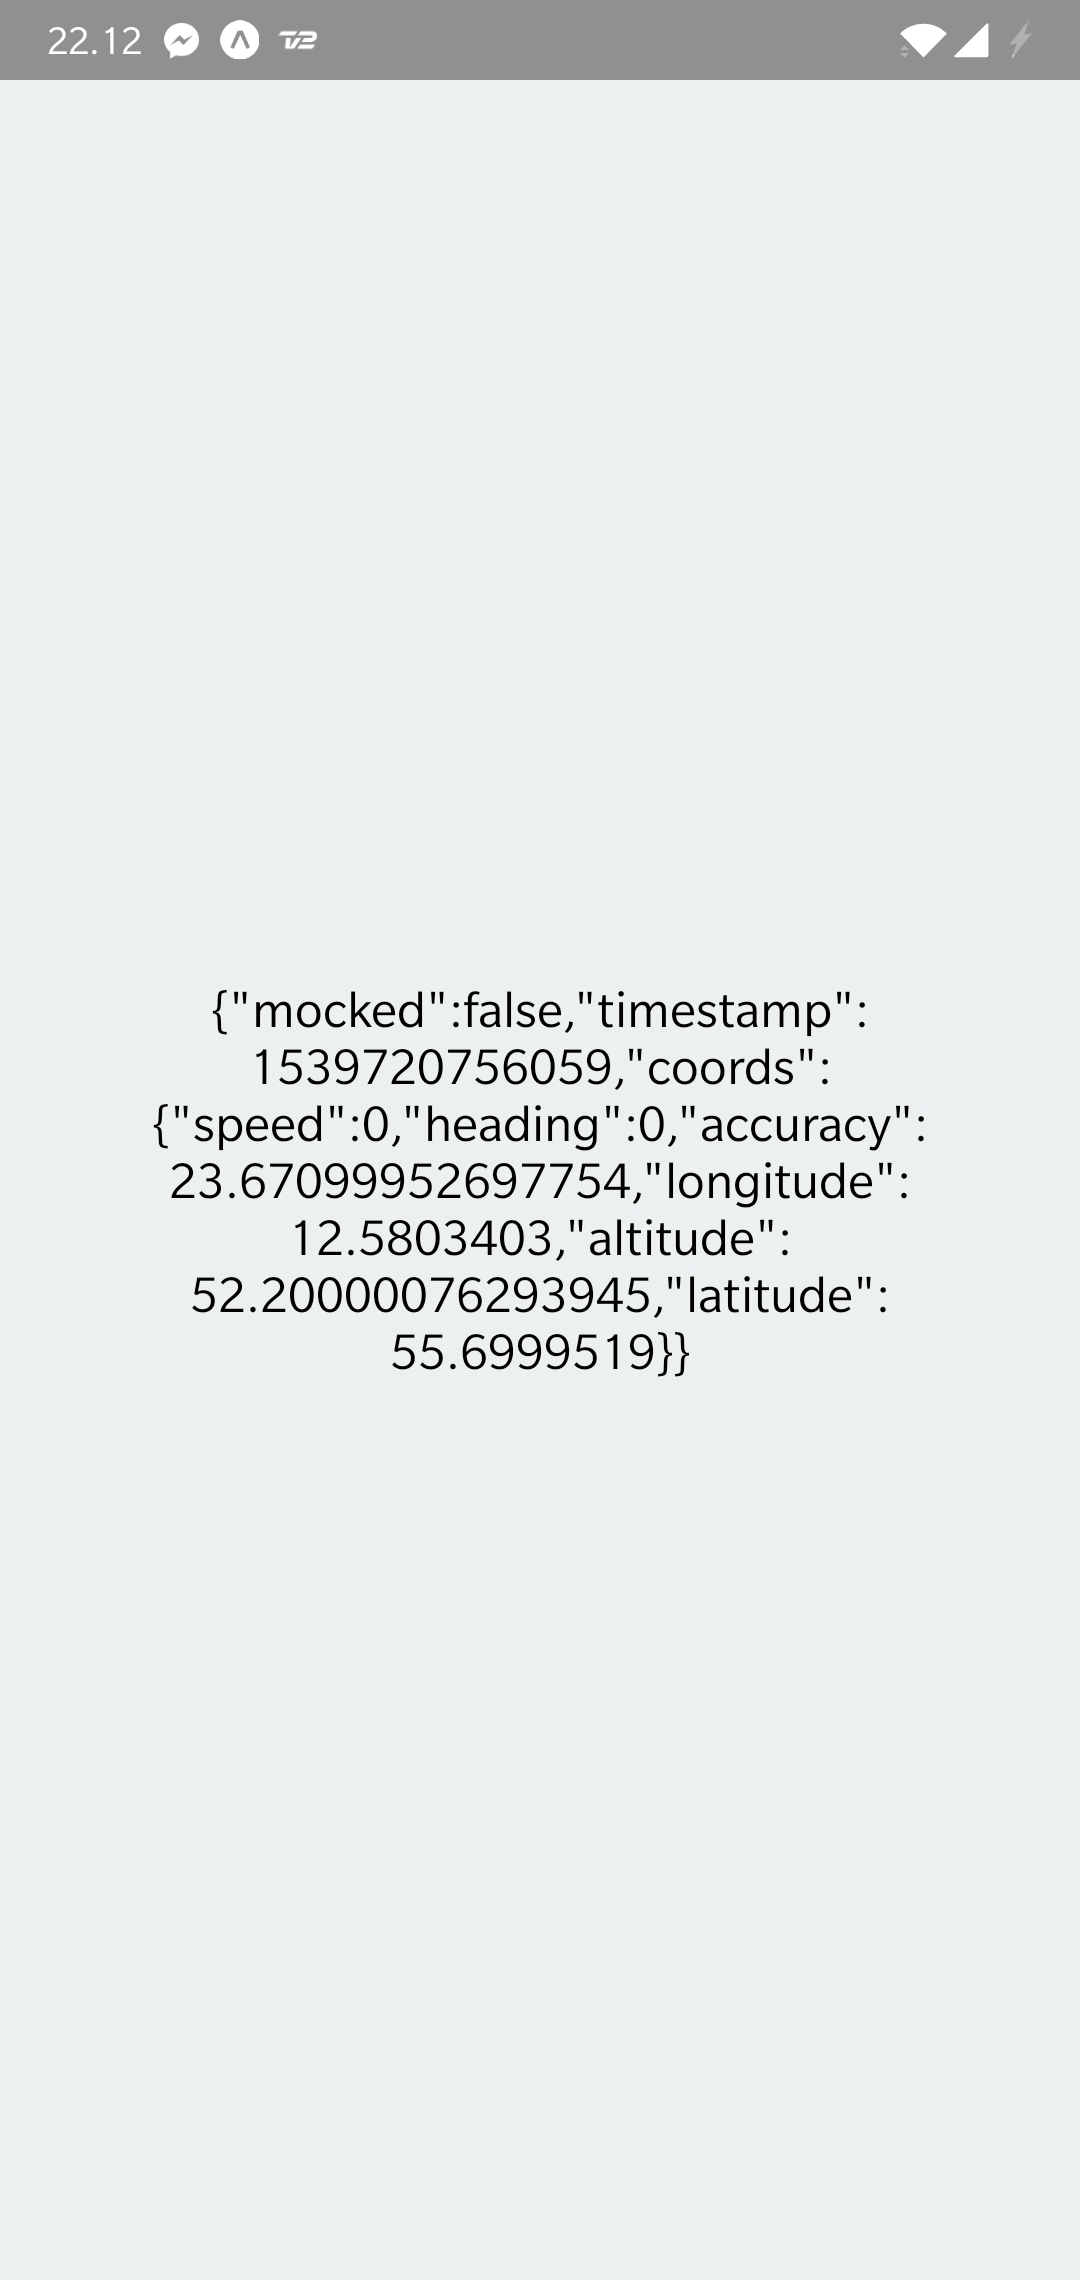 22.12 TV2
{"mocked":false,"timestamp":
1539720756059,"coords":
{"speed":0,"heading":0,"accuracy":
23.67099952697754,"longitude":
12.5803403,"altitude":
52.20000076293945,"latitude":
55.6999519}}